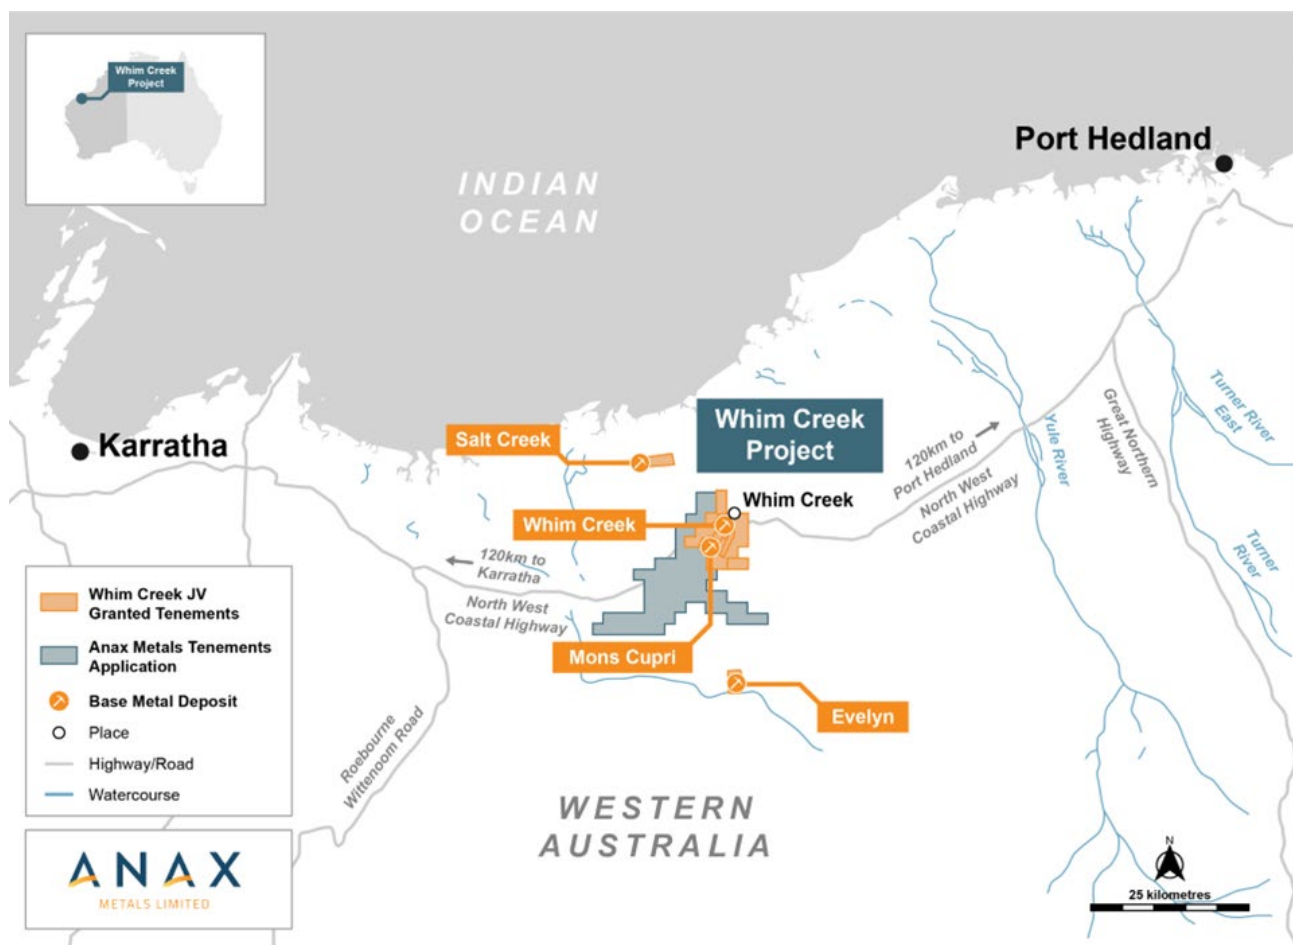 Whim Creek
Project
Port Hedland
INDIAN
OCEAN
Karratha
Salt Creek
Whim Creek
Project
Whim Creek
Whim Creek
120km to
Port Hedland
North West
Coastal Highway
Yule River
Great Northern
Highway
Turner River
East
Turner
River
120km to
Karratha
North West
Coastal Highway
Mons Cupri
Evelyn
Roebourne
Wittenoom Road
WESTERN
AUSTRALIA
Whim Creek JV
Granted Tenements
Anax Metals Tenements
Application
Base Metal Deposit
Place
Highway/Road
Watercourse
ANAX
METALS LIMITED
N
25 kilometres